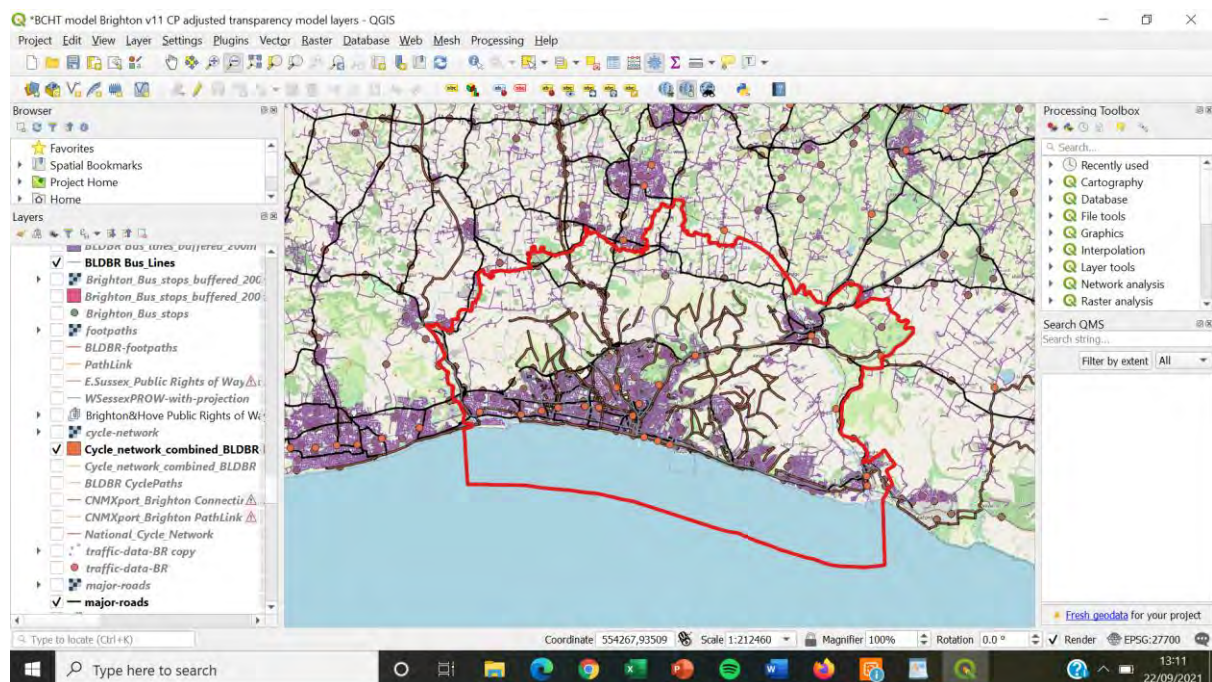 *BCHT model Brighton v11 CP adjusted transparency model layers - QGIS
Project Edit View Layer Settings Plugins Vector Raster Database Web Mesh Processing Help
Browser
Favorites
Spatial Bookmarks
Project Home
Home
Layers
BLDBR Bus_lines_buffered_200m
BLDBR Bus_Lines
Brighton_Bus_stops_buffered_200
Brighton_Bus_stops_buffered_200
Brighton_Bus_stops
footpaths
BLDBR-footpaths
PathLink
E.Sussex_Public Rights of Way
WSessexPROW-with-projection
Brighton&Hove Public Rights of Wa
cycle-network
Cycle_network_combined_BLDBR
Cycle_network_combined_BLDBR
BLDBR CyclePaths
CNMXport_Brighton Connectin
CNMXport_Brighton PathLink
National_Cycle_Network
traffic-data-BR copy
traffic-data-BR
major-roads
major-roads
Processing Toolbox
Search...
Recently used
Cartography
Database
File tools
Graphics
Interpolation
Layer tools
Network analysis
Raster analysis
Search QMS
Search string...
Filter by extent All
Fresh geodata for your project
Type to locate (Ctrl+K)
Coordinate 554267,93509 Scale 1:212460 Magnifier 100% Rotation 0.0 ° Render EPSG:27700
Type here to search
13:11
22/09/2021